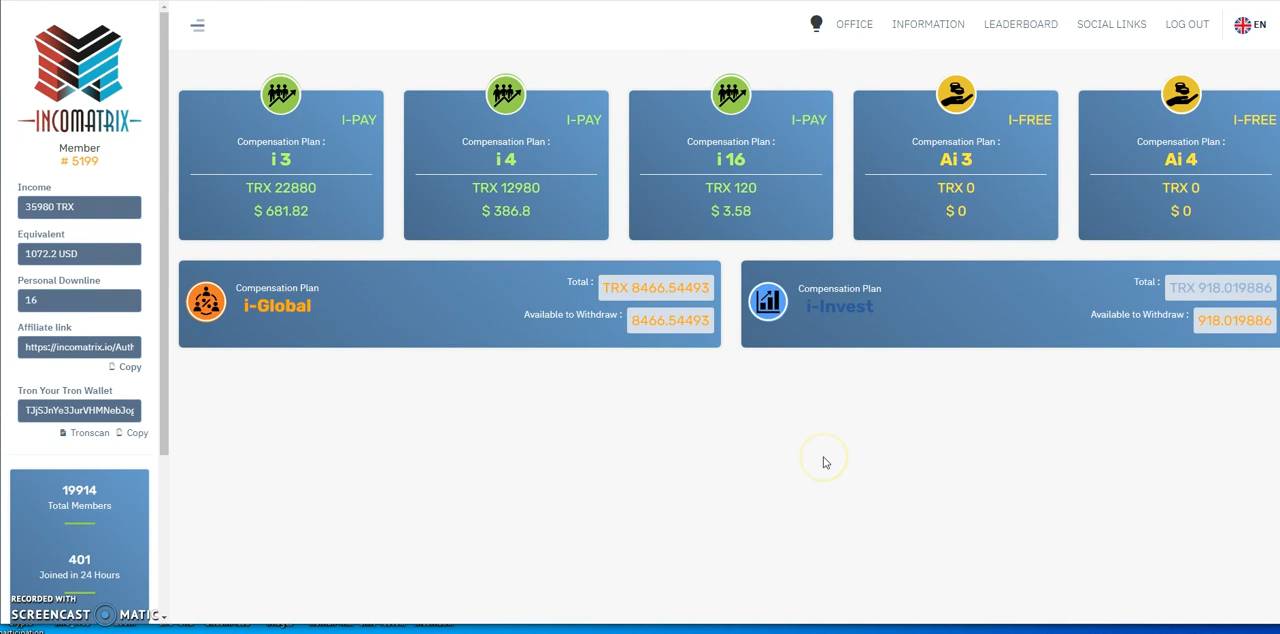 INCOMATRIX
Member
# 5199
Income
35980 TRX
Equivalent
1072.2 USD
Personal Downline
16
Affiliate link
https://incomatrix.io/Auth
Copy
Tron Your Tron Wallet
TJjSJnYe3JurVHMNebJog
Tronscan Copy
19914
Total Members
401
Joined in 24 Hours
RECORDED WITH
SCREENCAST MATIC
OFFICE INFORMATION LEADERBOARD SOCIAL LINKS LOG OUT EN
I-PAY
Compensation Plan :
i 3
TRX 22880
$ 681.82
I-PAY
Compensation Plan :
i 4
TRX 12980
$ 386.8
I-PAY
Compensation Plan :
i 16
TRX 120
$ 3.58
I-FREE
Compensation Plan :
Ai 3
TRX 0
$ 0
I-FREE
Compensation Plan :
Ai 4
TRX 0
$ 0
Compensation Plan
i-Global
Total : TRX 8466.54493
Available to Withdraw : 8466.54493
Compensation Plan
i-Invest
Total : TRX 918.019886
Available to Withdraw : 918.019886